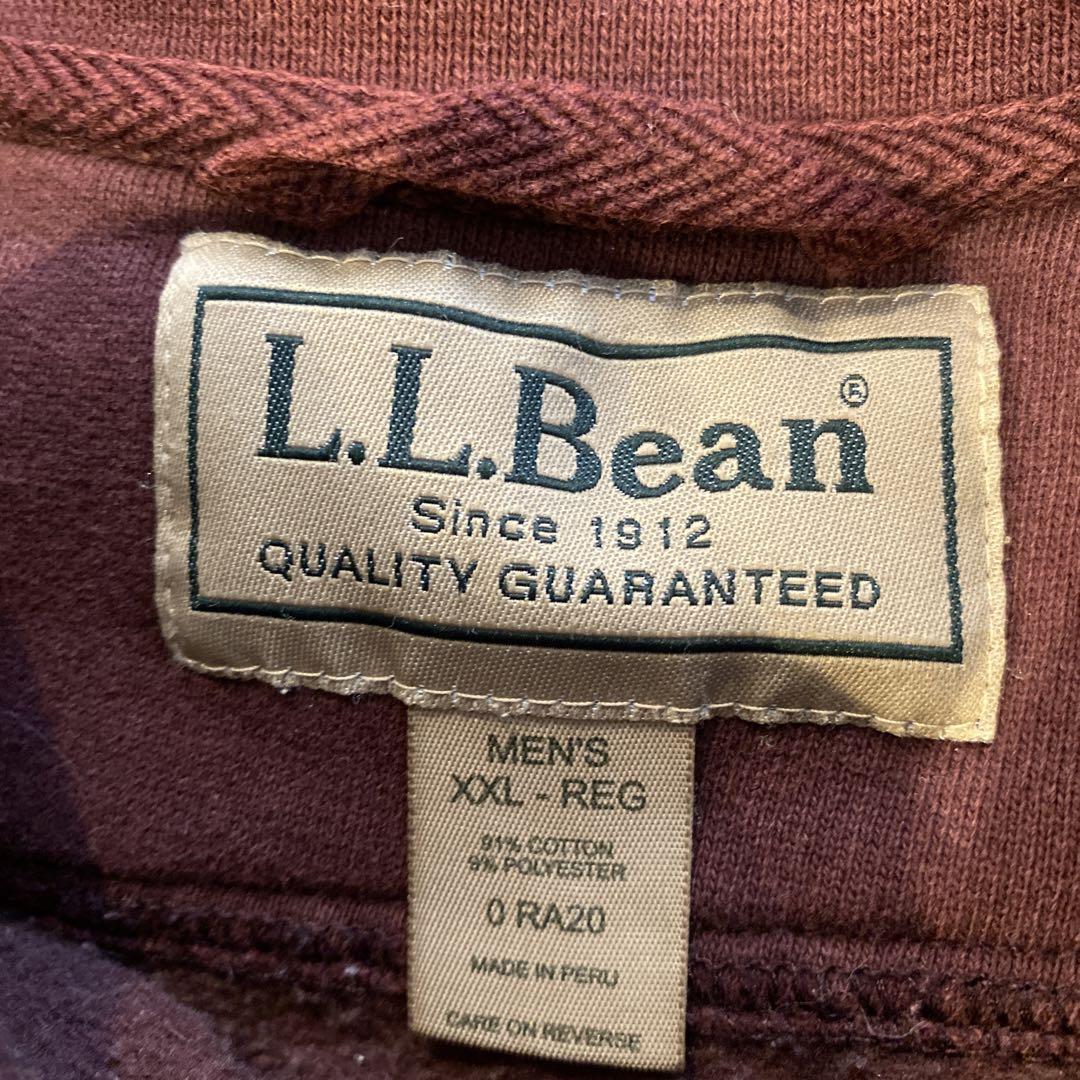 L.L.Bean®
Since 1912
QUALITY GUARANTEED
MEN'S
XXL - REG
91% COTTON
9% POLYESTER
0 RA20
MADE IN PERU
CARE ON REVERSE